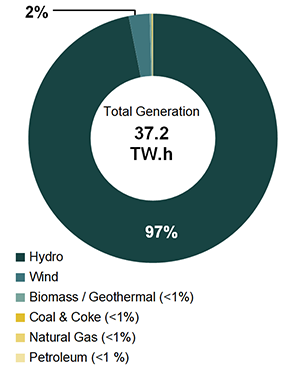 2%
Total Generation
37.2
TW.h
97%
Hydro
Wind
Biomass / Geothermal (<1%)
Coal & Coke (<1%)
Natural Gas (<1%)
Petroleum (<1 %)